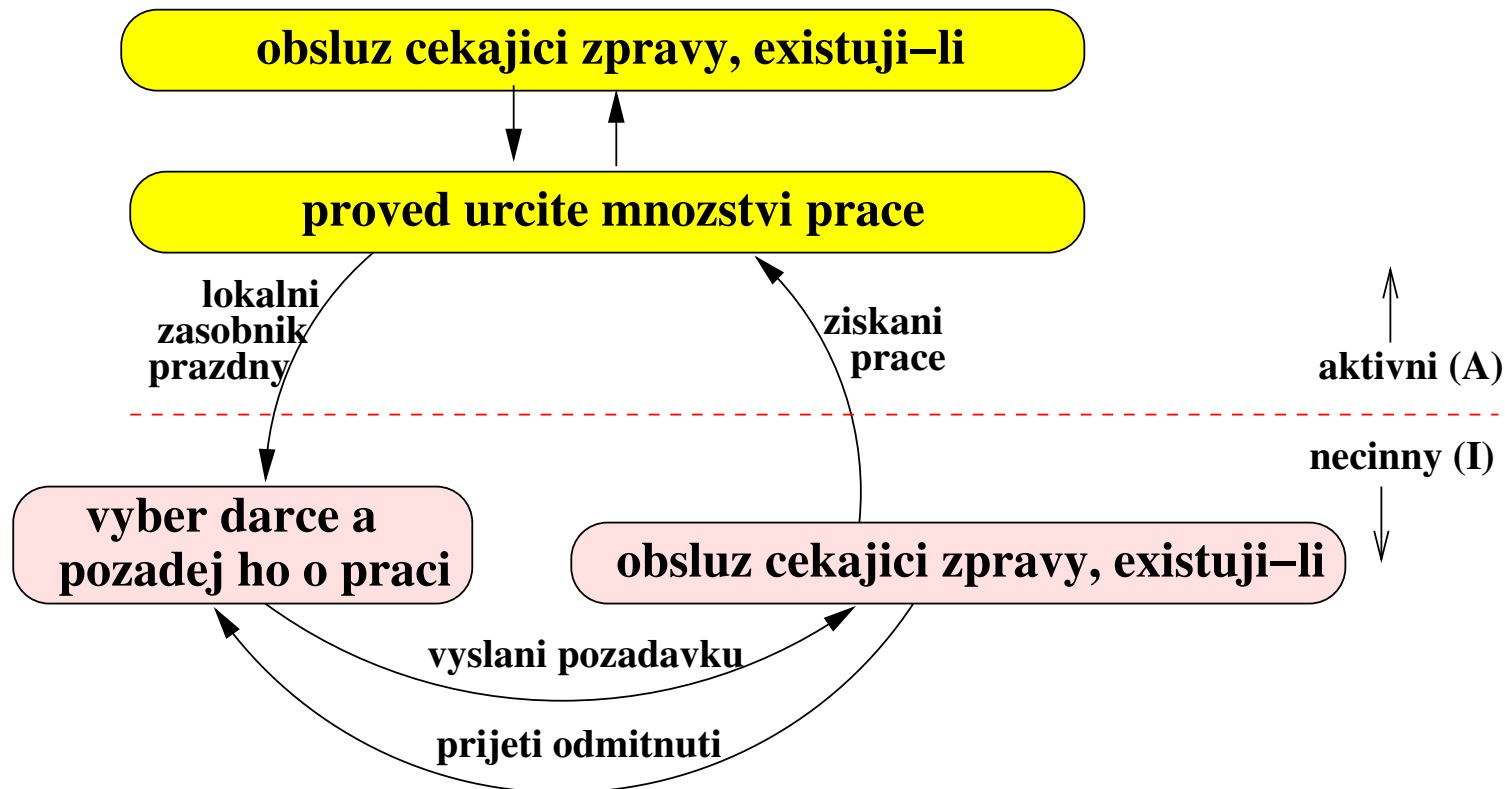 obsluz cekajici zpravy, existuji–li
proved urcite mnozstvi prace
lokalni
zasobnik
prazdny
ziskani
prace
aktivni (A)
necinny (I)
vyber darce a
pozadej ho o praci
obsluz cekajici zpravy, existuji–li
vyslani pozadavku
prijeti odmitnuti